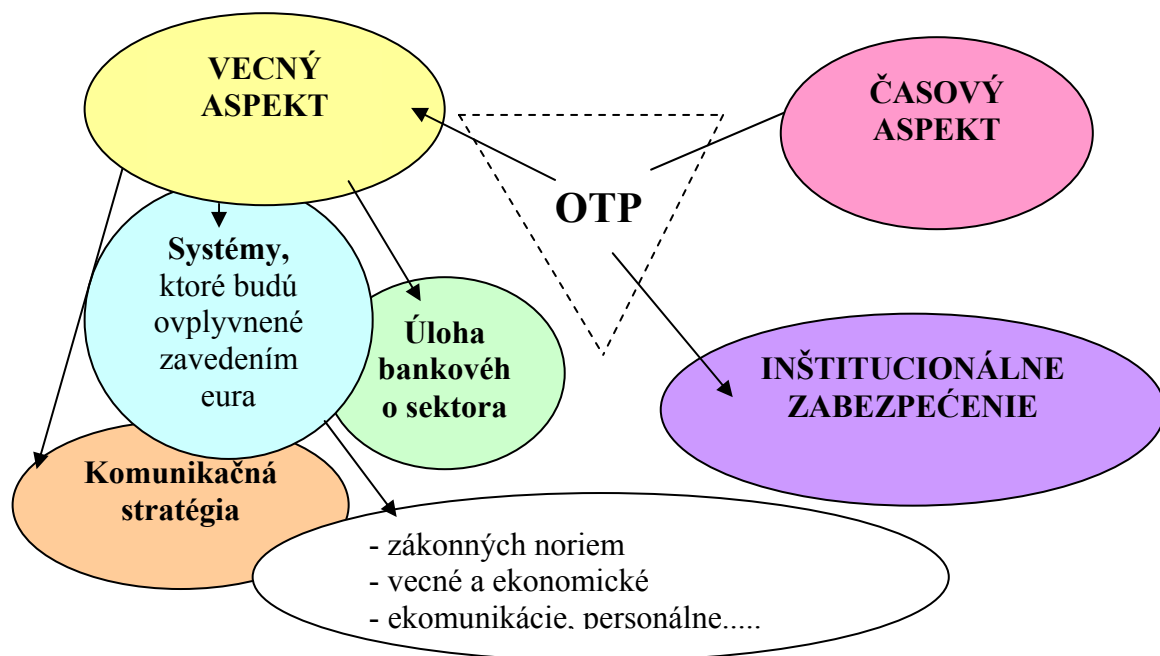 VECNÝ
ASPEKT
ČASOVÝ
ASPEKT
OTP
Systémy,
ktoré budú
ovplyvnené
zavedením
eura
Úloha
bankovéh
o sektora
INŠTITUCIONÁLNE
ZABEZPEĆENIE
Komunikačná
stratégia
- zákonných noriem
- vecné a ekonomické
- ekomunikácie, personálne.....